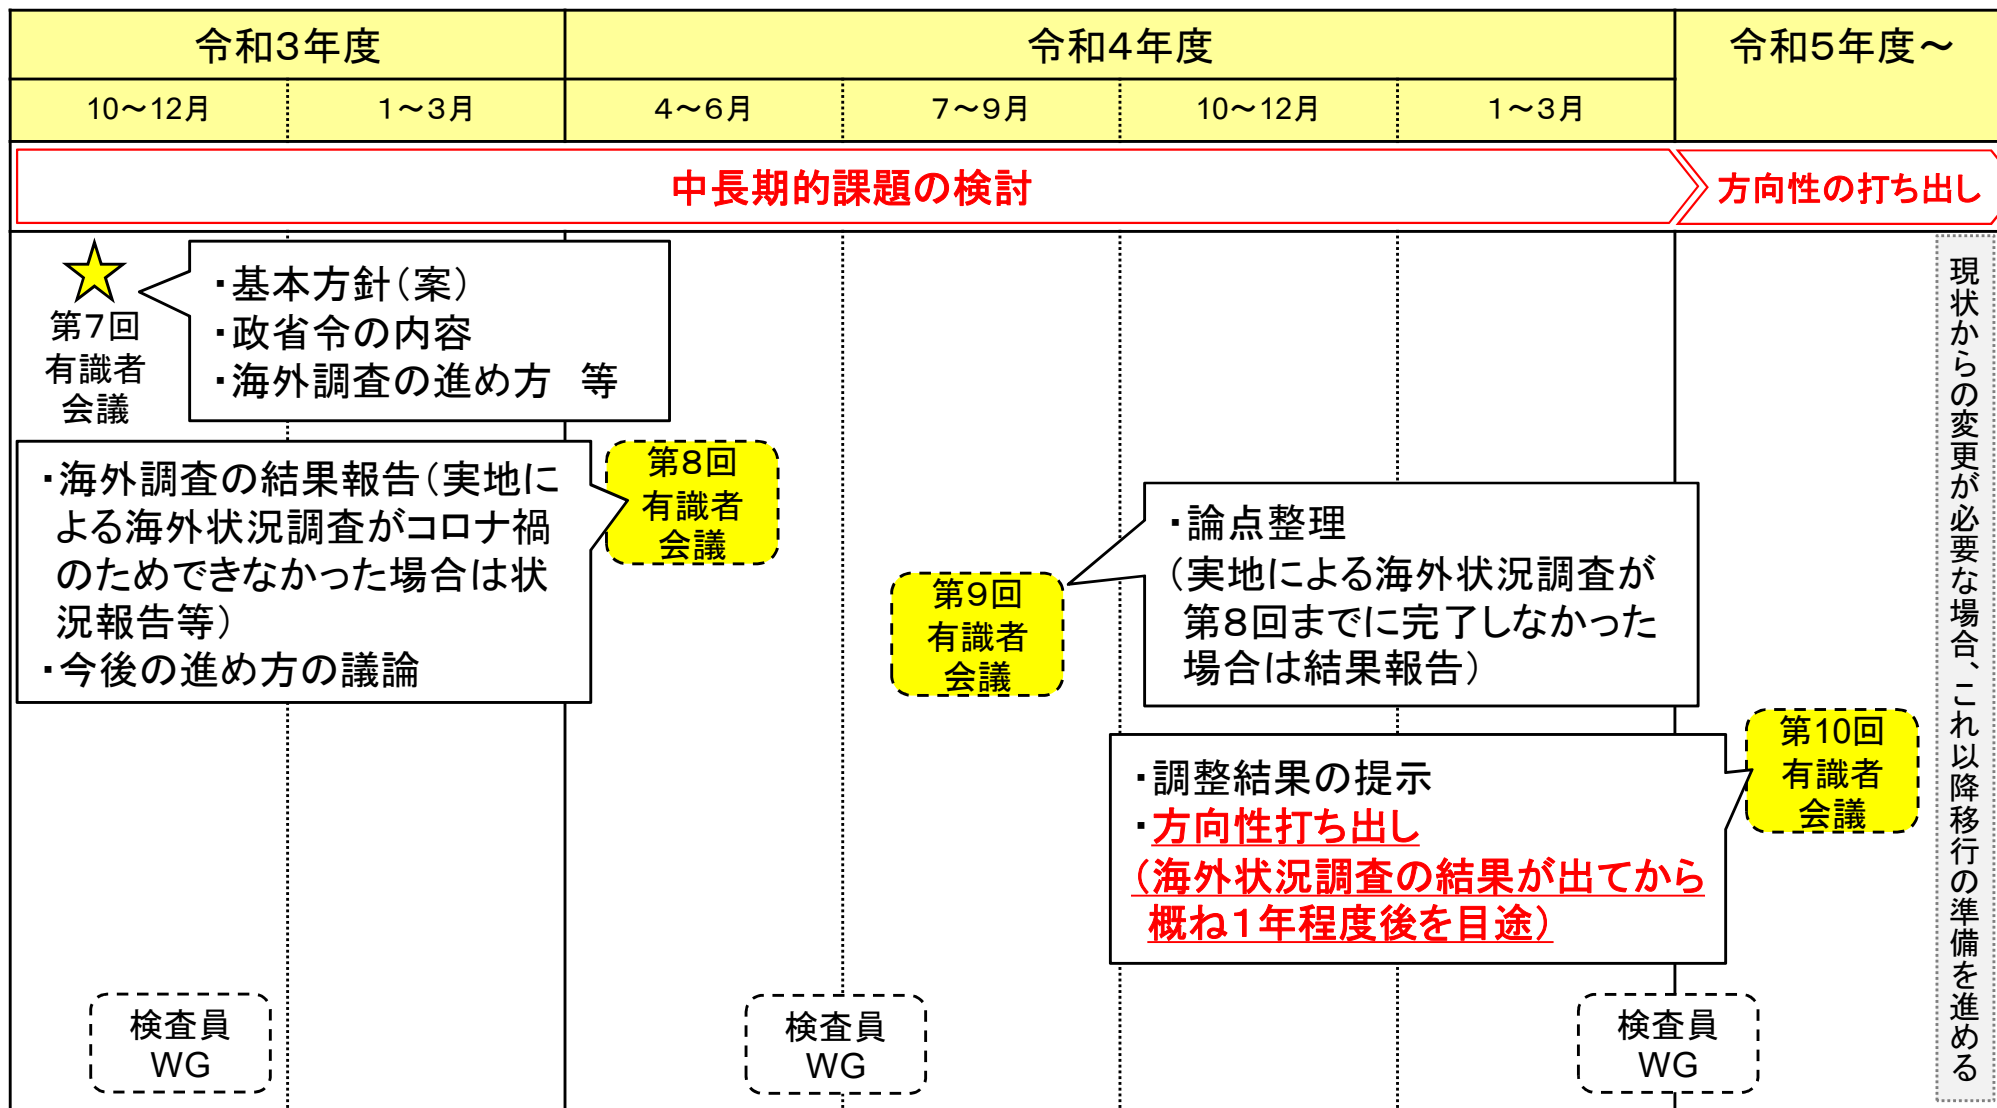 令和３年度
令和４年度
令和５年度～
10～12月
１～３月
４～６月
７～９月
10～12月
１～３月
中長期的課題の検討
方向性の打ち出し
第７回
有識者
会議
・基本方針（案）
・政省令の内容
・海外調査の進め方　等
・海外調査の結果報告（実地に
よる海外状況調査がコロナ禍
のためできなかった場合は状
況報告等）
・今後の進め方の議論
第８回
有識者
会議
第９回
有識者
会議
・論点整理
（実地による海外状況調査が
第８回までに完了しなかった
場合は結果報告）
・調整結果の提示
・方向性打ち出し
（海外状況調査の結果が出てから
概ね１年程度後を目途）
第10回
有識者
会議
現状からの変更が必要な場合、これ以降移行の準備を進める
検査員
WG
検査員
WG
検査員
WG